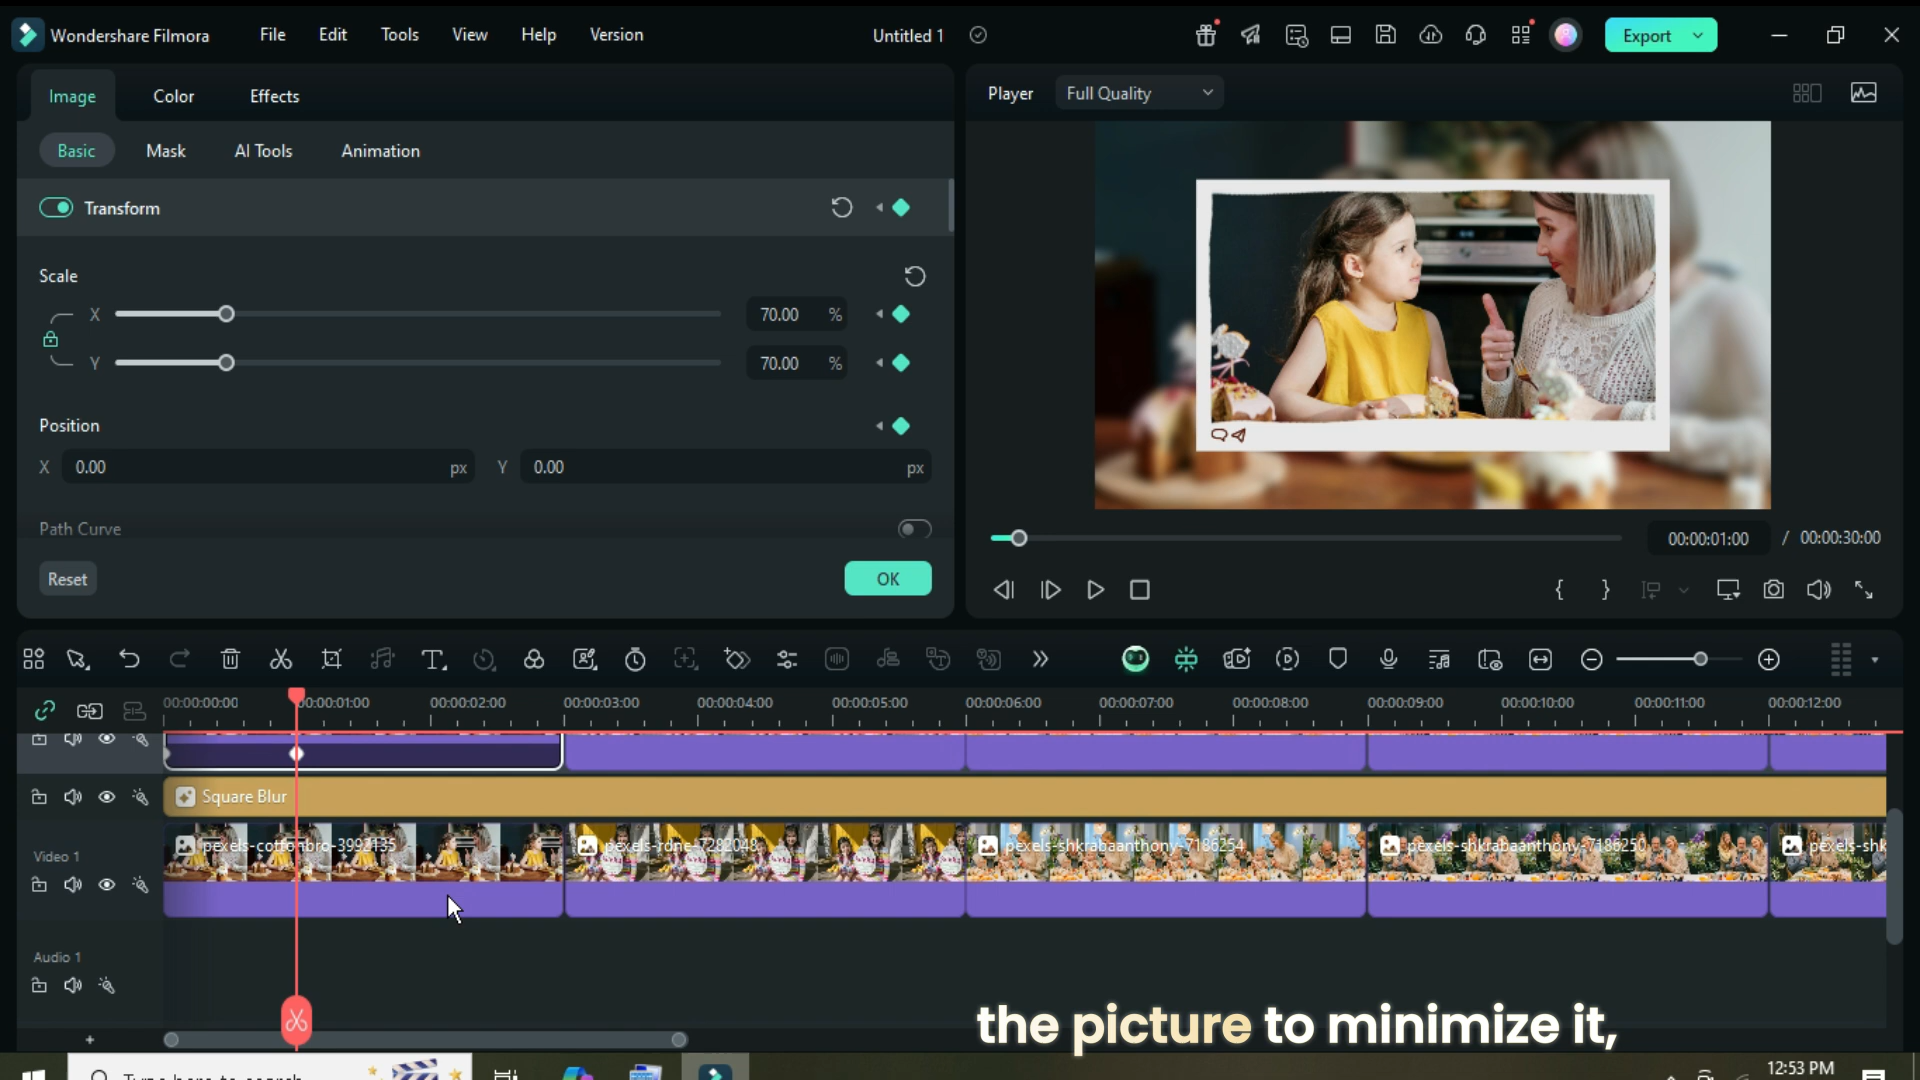 Wondershare Filmora
File Edit Tools View Help Version
Untitled 1
Export
Image Color Effects
Player Full Quality
Basic Mask AI Tools Animation
Transform
Scale
X 70.00 %
Y 70.00 %
Position
X 0.00 px Y 0.00 px
Path Curve
Reset OK
00:00:01:00 / 00:00:30:00
00:00:00:00 00:00:01:00 00:00:02:00 00:00:03:00 00:00:04:00 00:00:05:00 00:00:06:00 00:00:07:00 00:00:08:00 00:00:09:00 00:00:10:00 00:00:11:00 00:00:12:00
Square Blur
pexels-cottonbro-3992135 pexels-rdne-7282048 pexels-shkrabaanthony-7186254 pexels-shkrabaanthony-7186250 pexels-shk
Video 1
Audio 1
the picture to minimize it,
Type here to search
12:53 PM